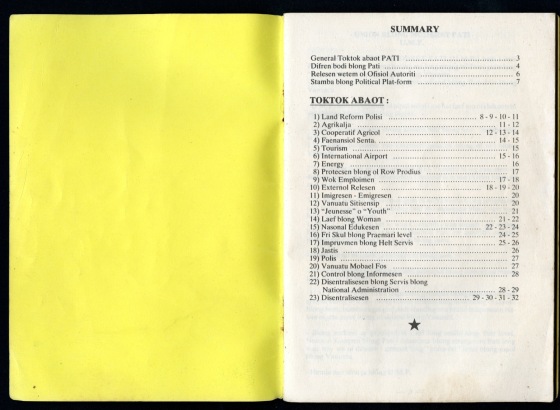 SUMMARY
General Toktok abaot PATI 3
Difren bodi blong Pati 4
Relesen wetem ol Ofisiol Autoriti 6
Stamba blong Political Plat-form 7
TOKTOK ABAOT :
1) Land Reform Polisi 8 - 9 - 10 - 11
2) Agrikalja 11 - 12
3) Cooperatif Agricol 12 - 13 - 14
4) Faenansiol Senta 14 - 15
5) Tourism 15
6) International Airport 15 - 16
7) Energy 16
8) Protecsen blong ol Row Prodius 17
9) Wok Emploimen 17 - 18
10) Externol Relesen 18 - 19 - 20
11) Imigresen - Emigresen 20
12) Vanuatu Sitisensip 20
13) "Jeunesse" o "Youth" 21
14) Laef blong Woman 21 - 22
15) Nasonal Edukesen 22 - 23 - 24
16) Fri Skul blong Praemari level 24 - 25
17) Impruvmen blong Helt Servis 25 - 26
18) Jastis 26
19) Polis 27
20) Vanuatu Mobael Fos 27
21) Control blong Informesen 28
22) Disentralisesen blong Servis blong
National Administration 28 - 29
23) Disentralisesen 29 - 30 - 31 - 32